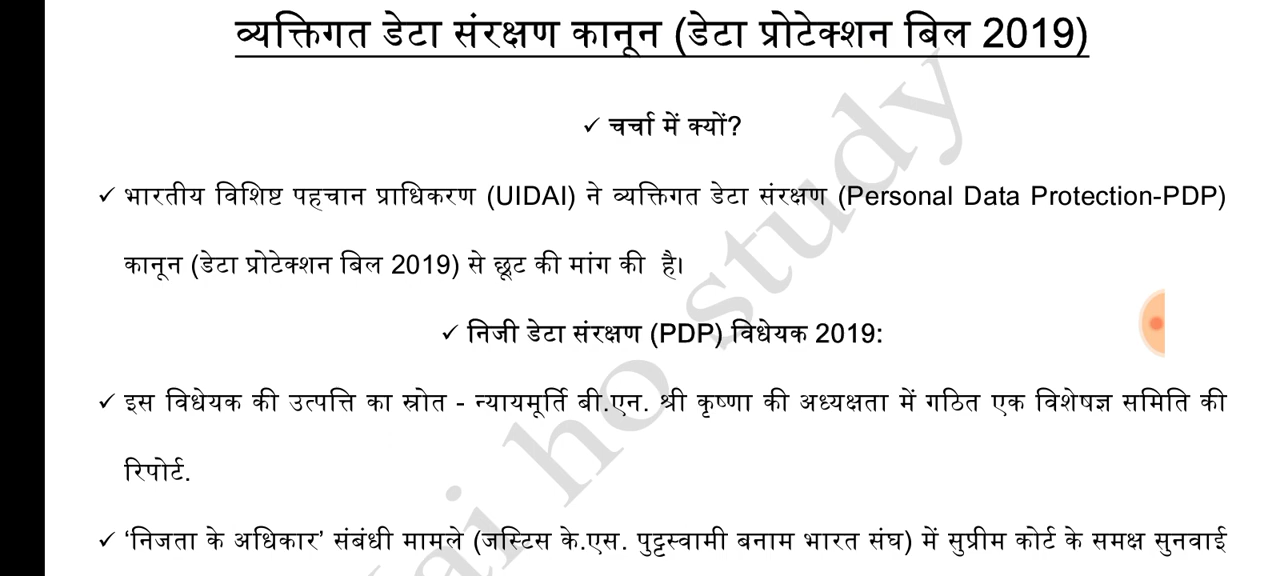 व्यक्तिगत डेटा संरक्षण कानून (डेटा प्रोटेक्शन बिल 2019)
✓ चर्चा में क्यों?
✓ भारतीय विशिष्ट पहचान प्राधिकरण (UIDAI) ने व्यक्तिगत डेटा संरक्षण (Personal Data Protection-PDP)
कानून (डेटा प्रोटेक्शन बिल 2019) से छूट की मांग की है।
✓ निजी डेटा संरक्षण (PDP) विधेयक 2019:
✓ इस विधेयक की उत्पत्ति का स्रोत - न्यायमूर्ति बी.एन. श्री कृष्णा की अध्यक्षता में गठित एक विशेषज्ञ समिति की
रिपोर्ट.
✓ ‘निजता के अधिकार’ संबंधी मामले (जस्टिस के.एस. पुट्टस्वामी बनाम भारत संघ) में सुप्रीम कोर्ट के समक्ष सुनवाई
ho study